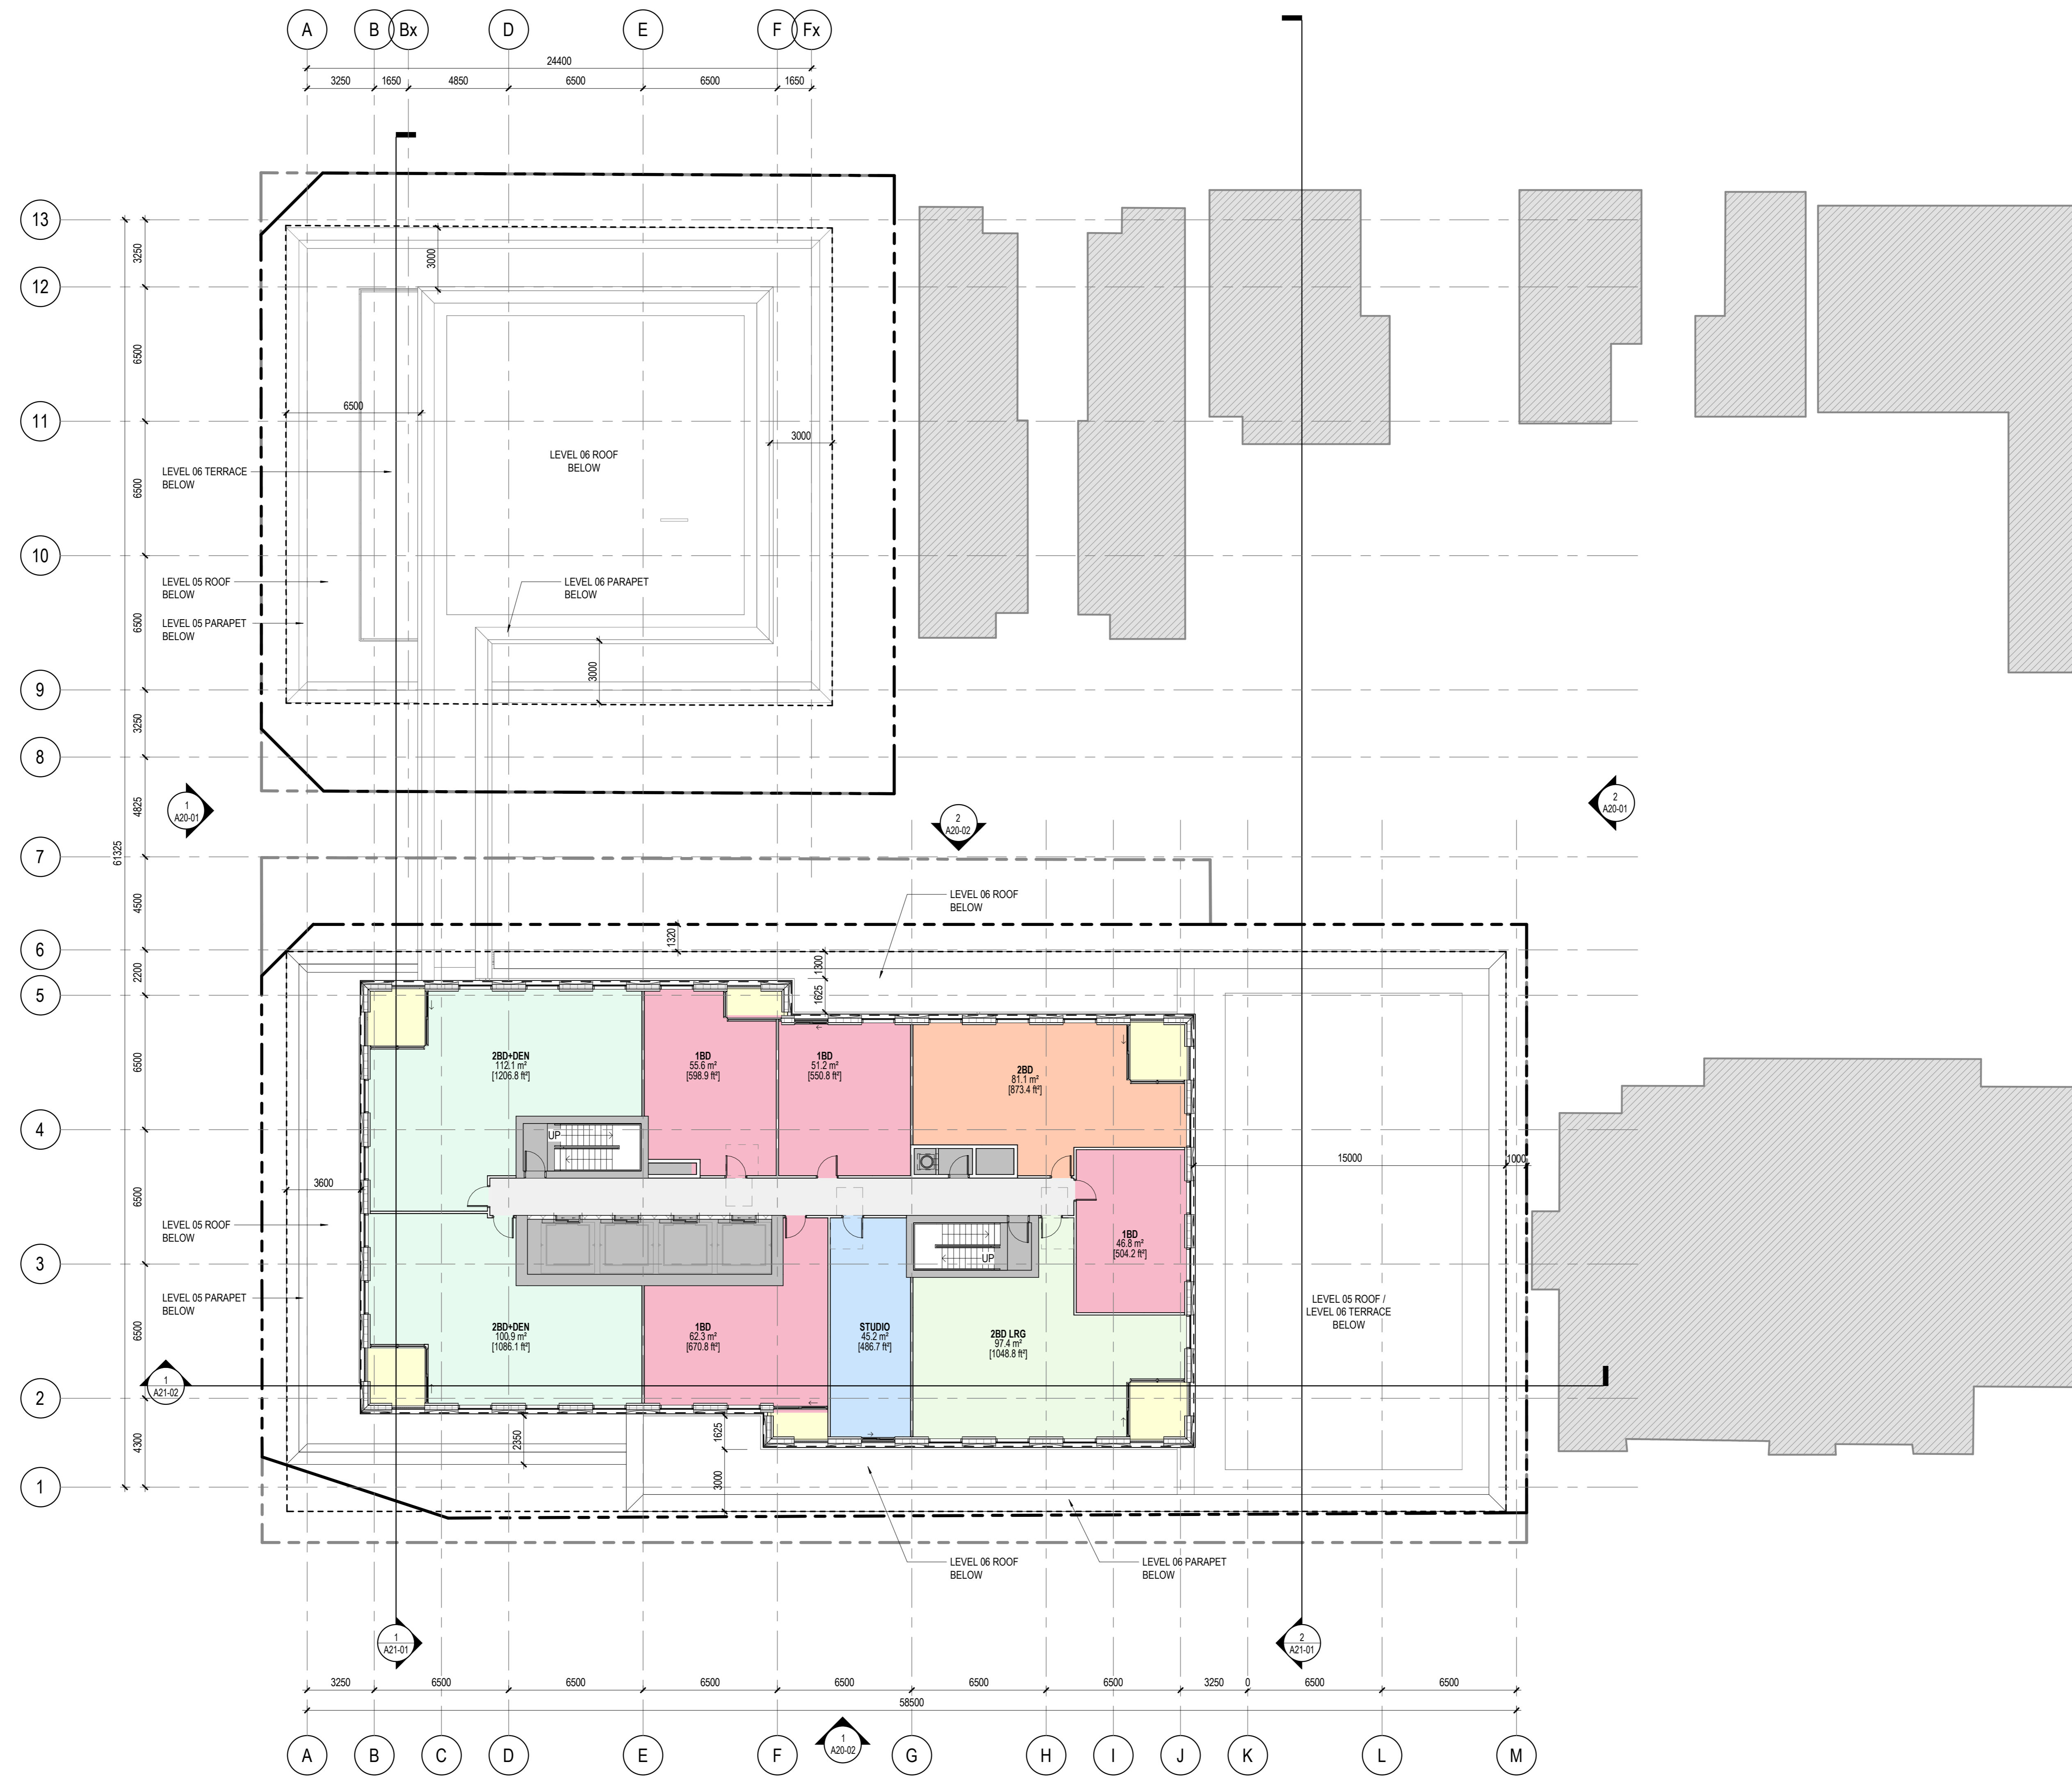 A
B
Bx
D
E
F
Fx
24400
3250
1650
4850
6500
6500
1650
13
12
11
10
9
8
7
6
5
4
3
2
1
3250
6500
6500
6500
3250
4825
61325
4500
2200
6500
6500
6500
4300
3000
6500
3000
LEVEL 06 ROOF
BELOW
LEVEL 06 TERRACE
BELOW
LEVEL 05 ROOF
BELOW
LEVEL 06 PARAPET
BELOW
LEVEL 05 PARAPET
BELOW
3000
1
A20-01
2
A20-02
2
A20-01
LEVEL 06 ROOF
BELOW
1320
1300
1625
2BD+DEN
112.1 m²
[1206.8 ft²]
1BD
55.6 m²
[598.9 ft²]
1BD
51.2 m²
[550.8 ft²]
2BD
81.1 m²
[873.4 ft²]
UP
15000
1000
3600
LEVEL 05 ROOF
BELOW
1BD
46.8 m²
[504.2 ft²]
UP
LEVEL 05 PARAPET
BELOW
LEVEL 05 ROOF /
LEVEL 06 TERRACE
BELOW
2BD+DEN
100.9 m²
[1086.1 ft²]
1BD
62.3 m²
[670.8 ft²]
STUDIO
45.2 m²
[486.7 ft²]
2BD LRG
97.4 m²
[1048.8 ft²]
1
A21-02
2350
1625
3000
LEVEL 06 ROOF
BELOW
LEVEL 06 PARAPET
BELOW
1
A21-01
2
A21-01
3250
6500
6500
6500
6500
6500
6500
3250
0
6500
6500
58500
1
A20-02
A
B
C
D
E
F
G
H
I
J
K
L
M